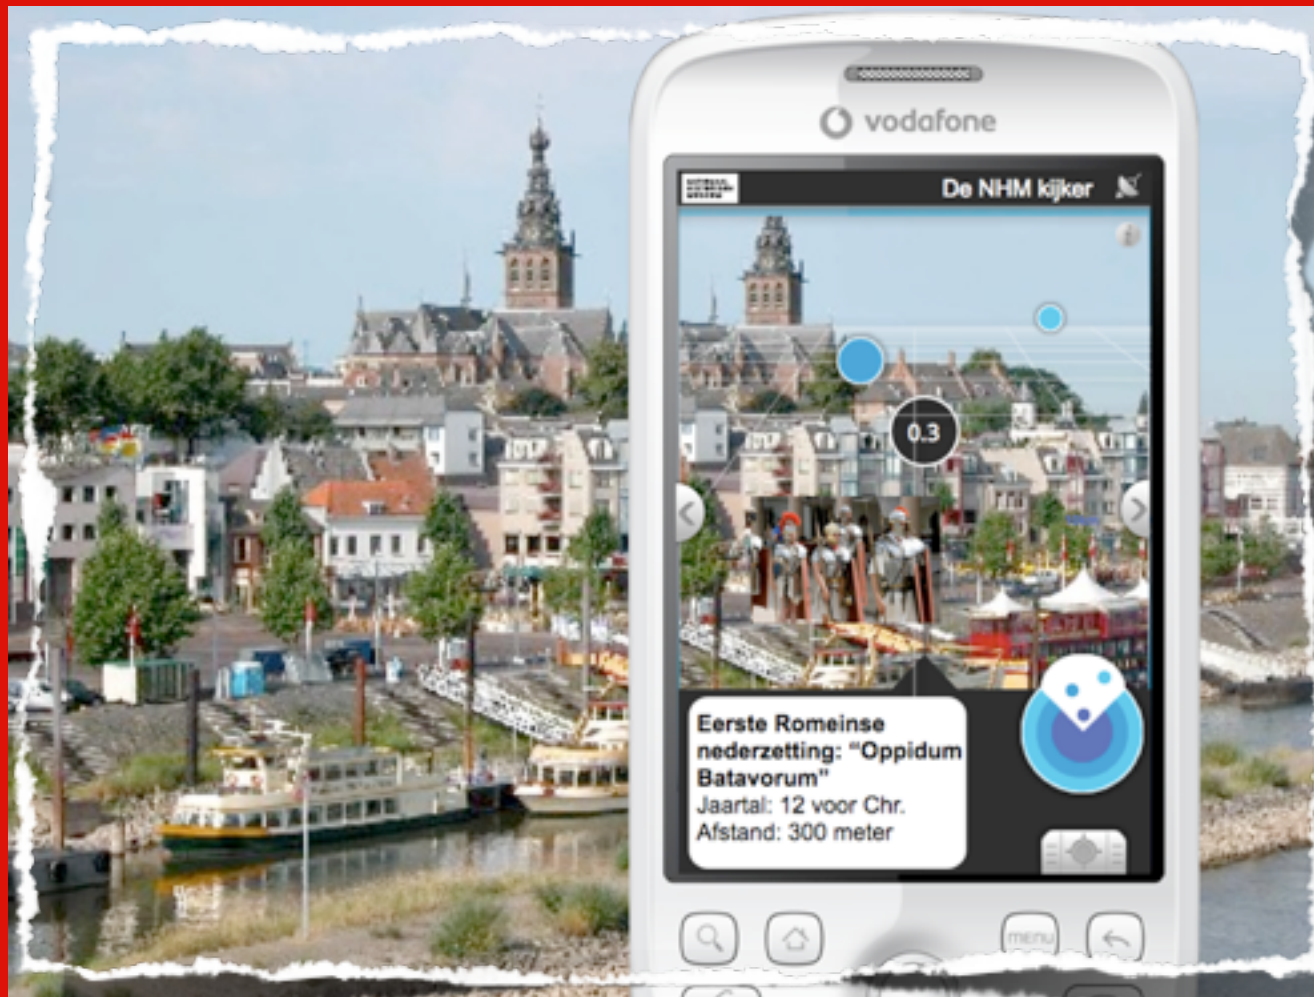 vodafone
De NHM kijker
0.3
Eerste Romeinse
nederzetting: “Oppidum
Batavorum”
Jaartal: 12 voor Chr.
Afstand: 300 meter
menu